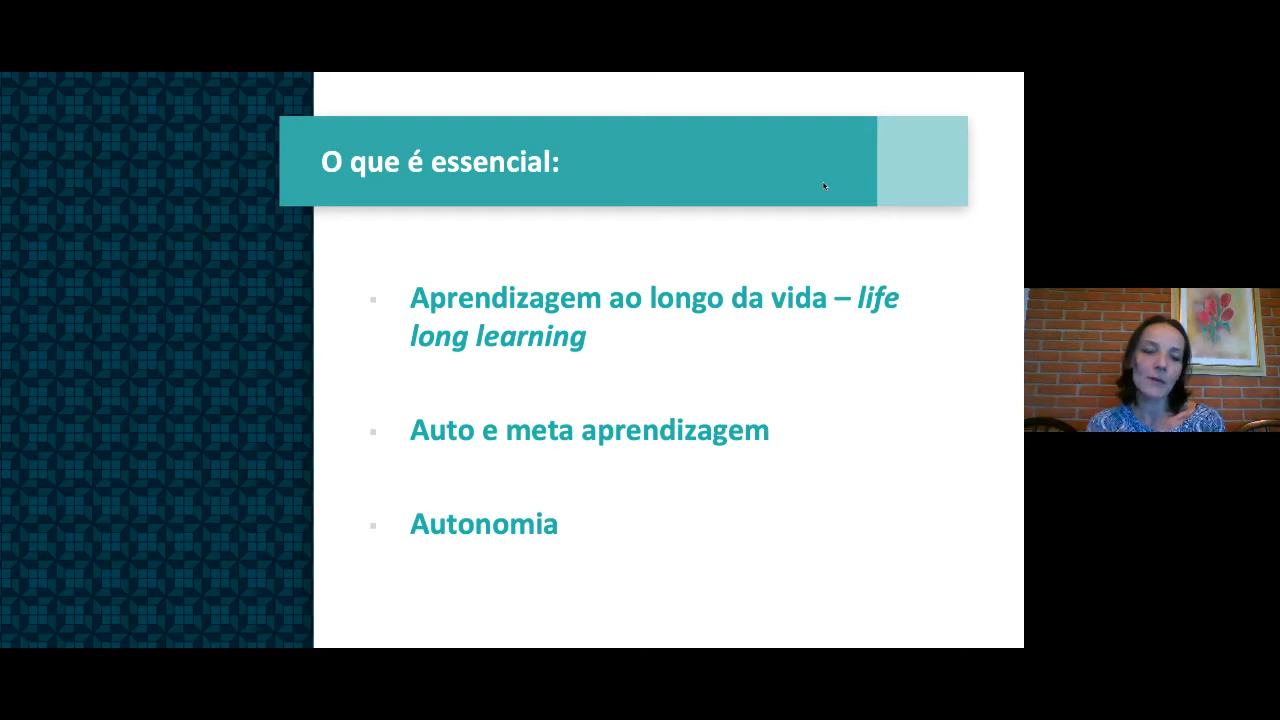 O que é essencial:
Aprendizagem ao longo da vida – life
long learning
Auto e meta aprendizagem
Autonomia